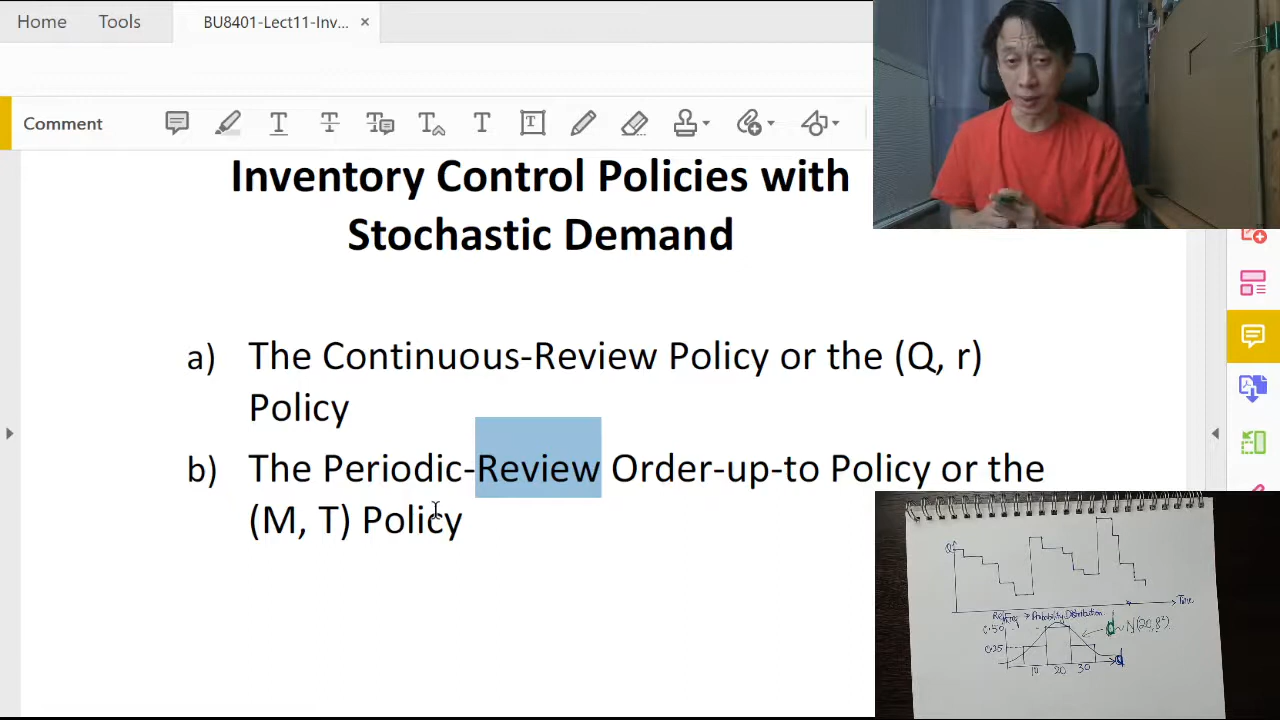 Home Tools BU8401-Lect11-Inv... ×
Comment
Inventory Control Policies with
Stochastic Demand
a) The Continuous-Review Policy or the (Q, r)
Policy
b) The Periodic-Review Order-up-to Policy or the
(M, T) Policy
Q
Time
Probability Distribution
0.50
d ~ N(20,8²)
0.25
10 20 30 d